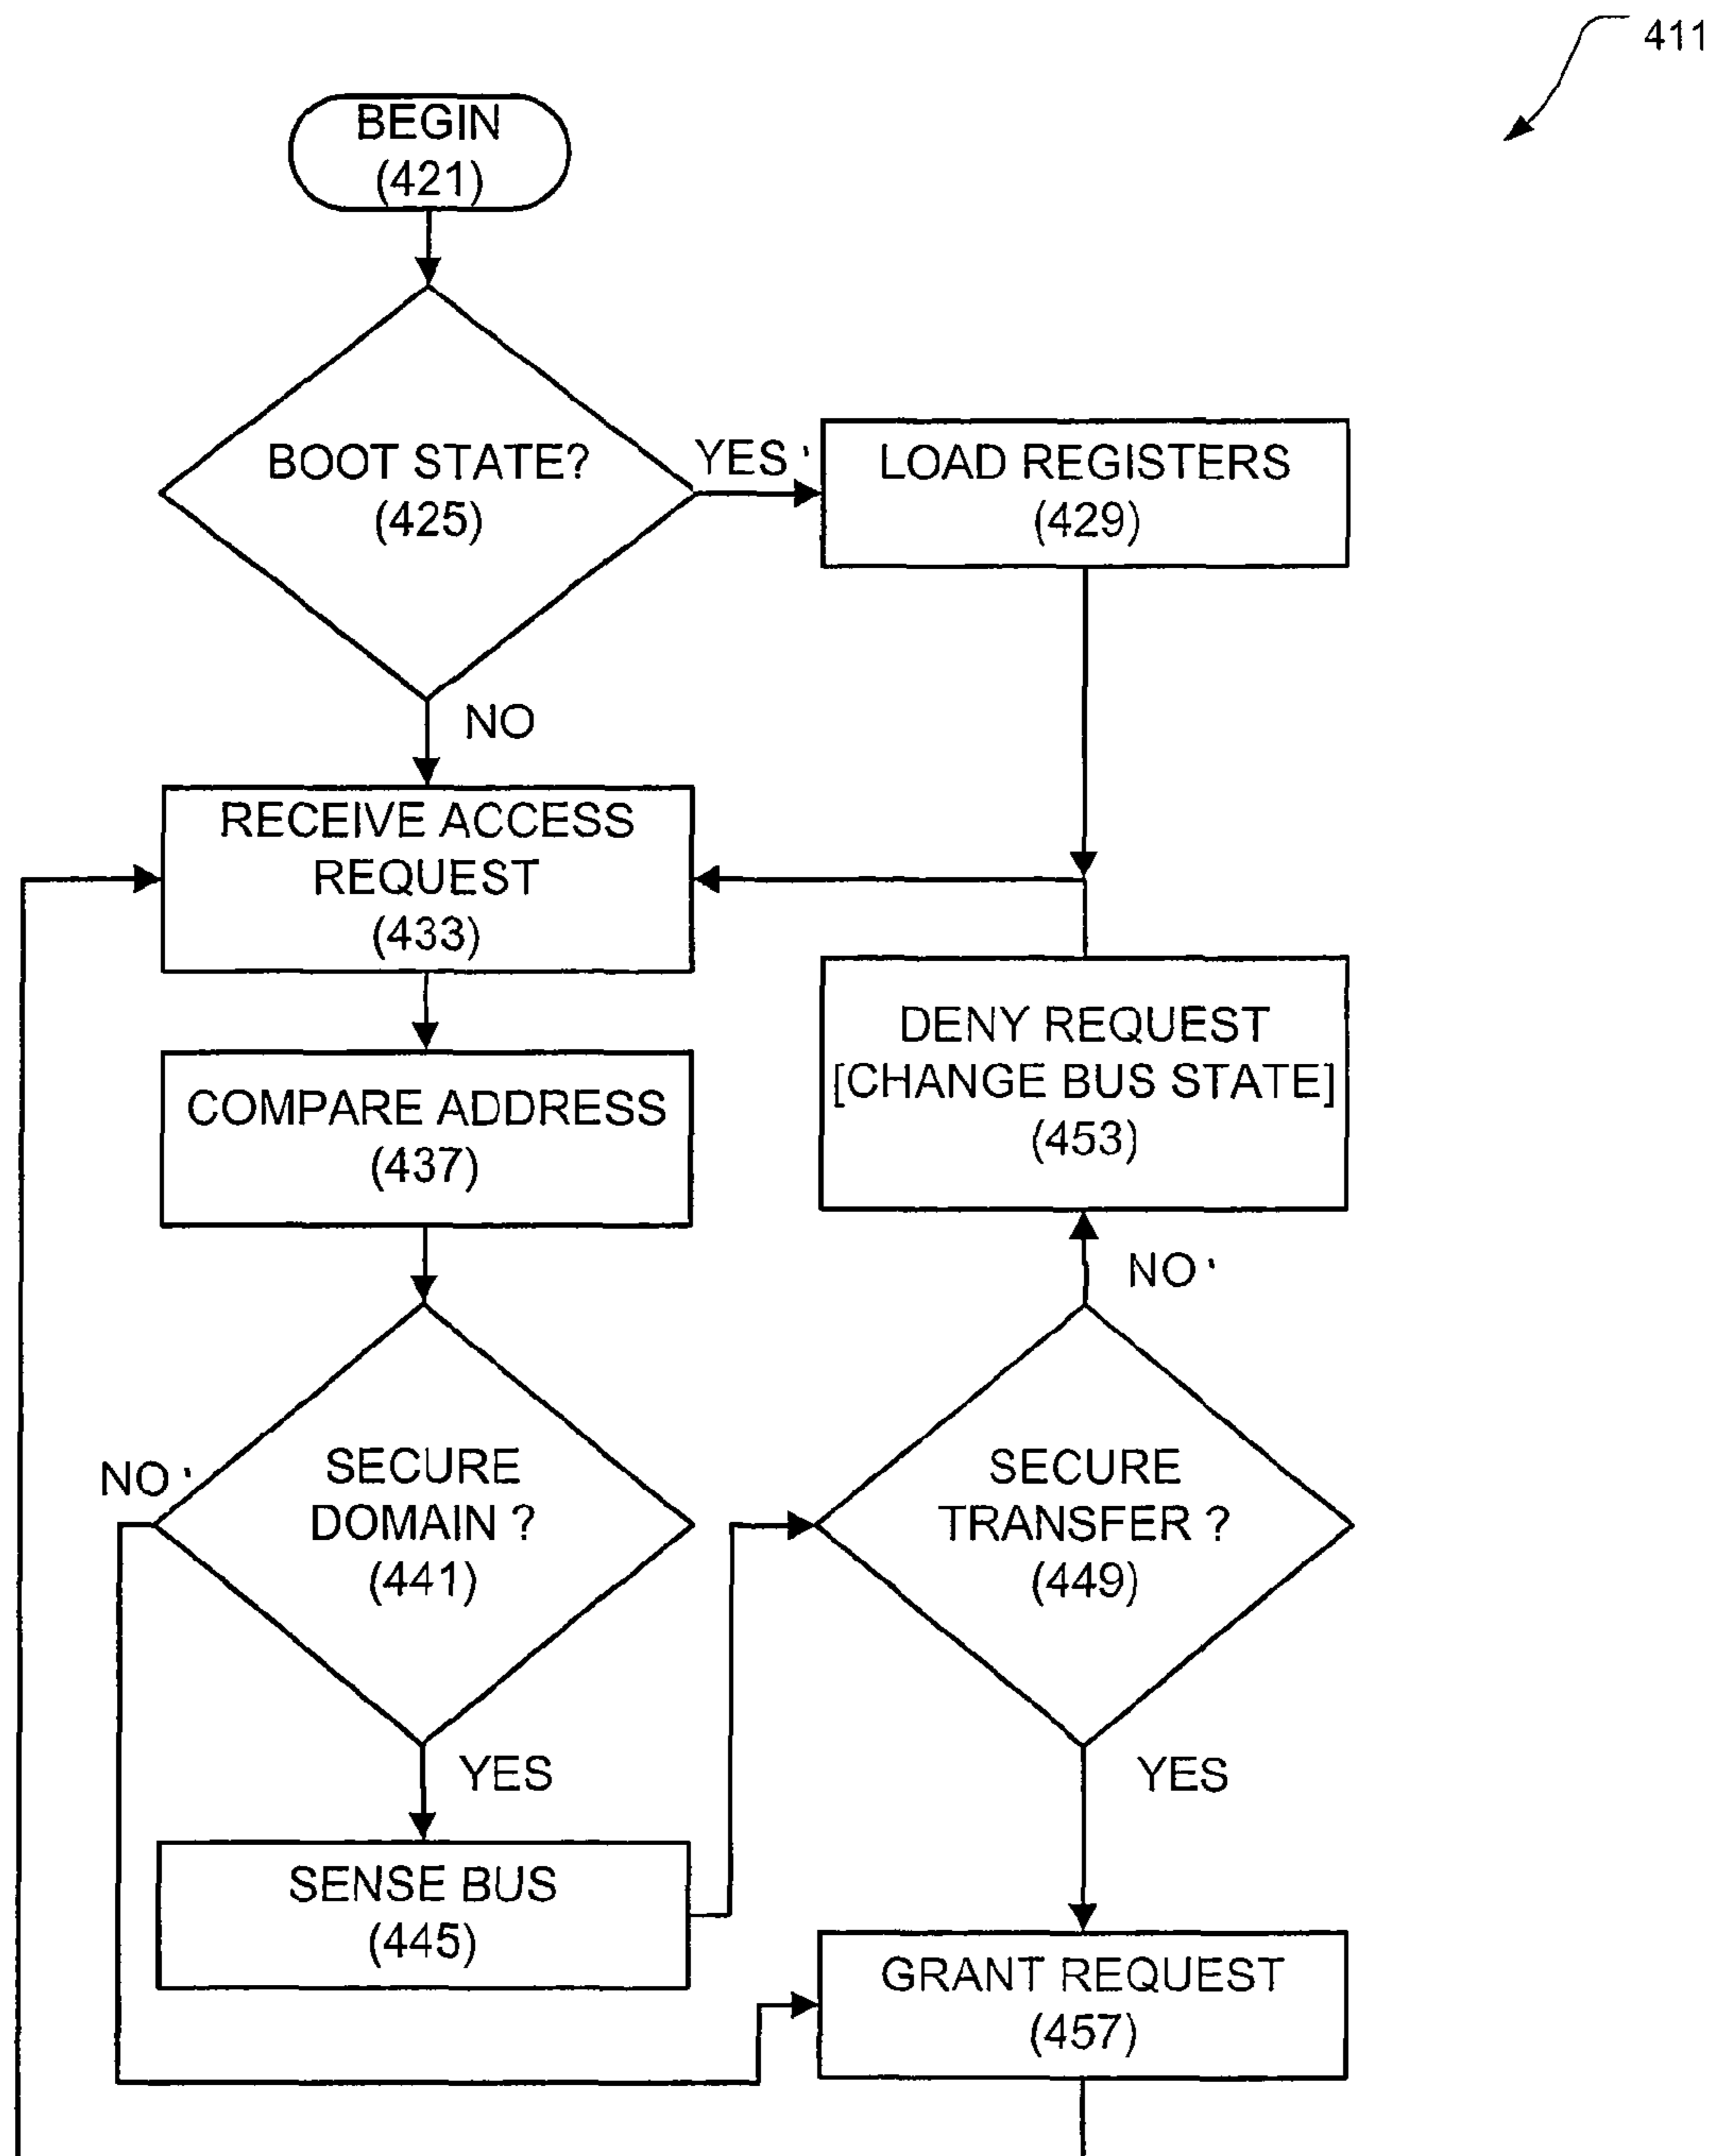 411
BEGIN
(421)
BOOT STATE?
(425)
YES
LOAD REGISTERS
(429)
NO
RECEIVE ACCESS
REQUEST
(433)
DENY REQUEST
[CHANGE BUS STATE]
(453)
COMPARE ADDRESS
(437)
NO
SECURE
DOMAIN ?
(441)
NO
SECURE
TRANSFER ?
(449)
YES
YES
SENSE BUS
(445)
GRANT REQUEST
(457)